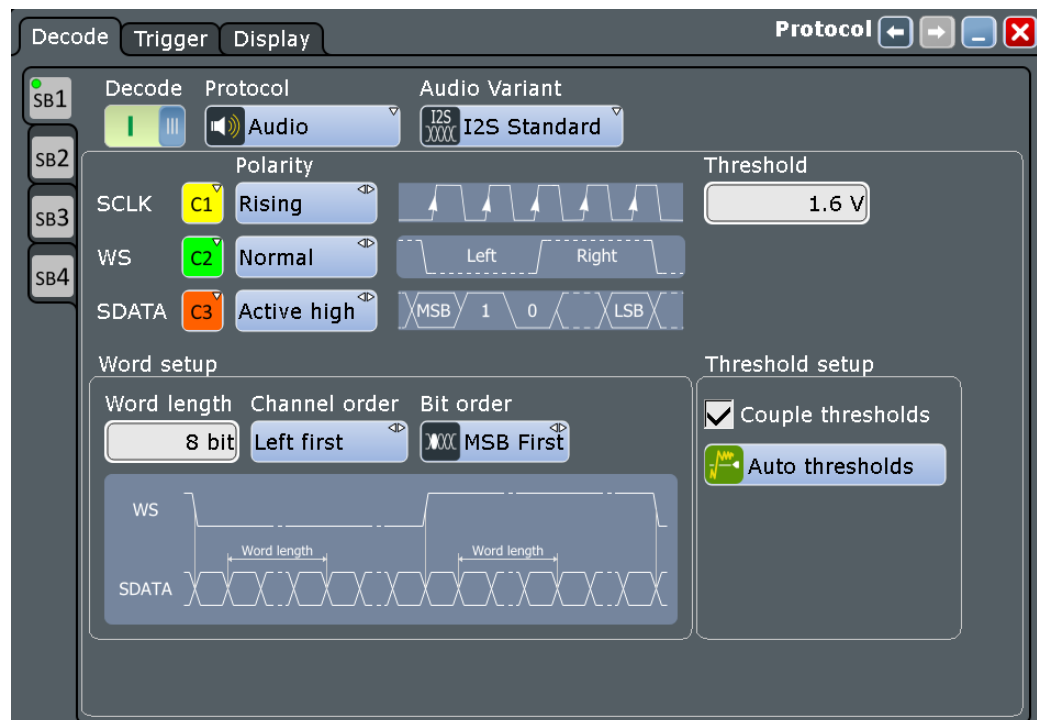 Decode Trigger Display Protocol
SB1 Decode Protocol Audio Variant
Audio I2S I2S Standard
SB2 Polarity Threshold
SCLK C1 Rising 1.6 V
SB3
WS C2 Normal Left Right
SB4
SDATA C3 Active high MSB 1 0 LSB
Word setup Threshold setup
Word length Channel order Bit order Couple thresholds
8 bit Left first MSB First
Auto thresholds
WS
Word length Word length
SDATA